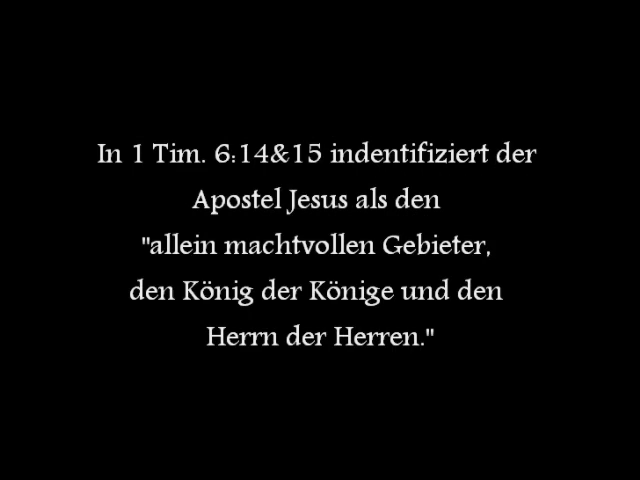 In 1 Tim. 6:14&15 indentifiziert der
Apostel Jesus als den
"allein machtvollen Gebieter,
den König der Könige und den
Herrn der Herren."